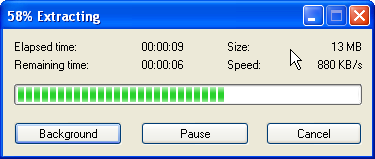 58% Extracting
Elapsed time: 00:00:09 Size: 13 MB
Remaining time: 00:00:06 Speed: 880 KB/s
Background Pause Cancel